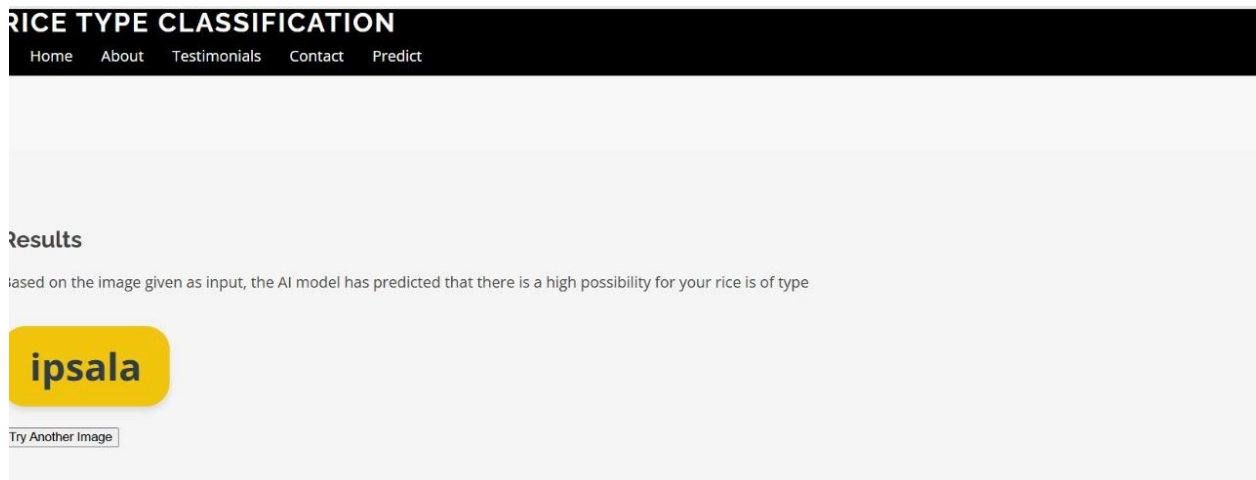 RICE TYPE CLASSIFICATION
Home About Testimonials Contact Predict
Results
Based on the image given as input, the AI model has predicted that there is a high possibility for your rice is of type
ipsala
Try Another Image